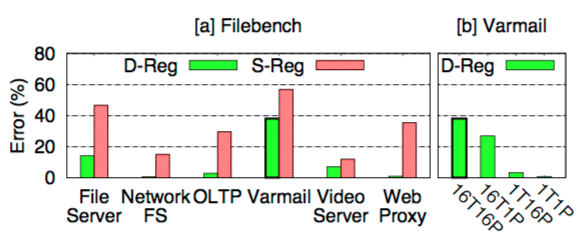 [a] Filebench
[b] Varmail
Error (%)
80
60
40
20
0
D-Reg
S-Reg
D-Reg
File Server
Network FS
OLTP
Varmail
Video Server
Web Proxy
16T16P
16T1P
1T16P
1T1P